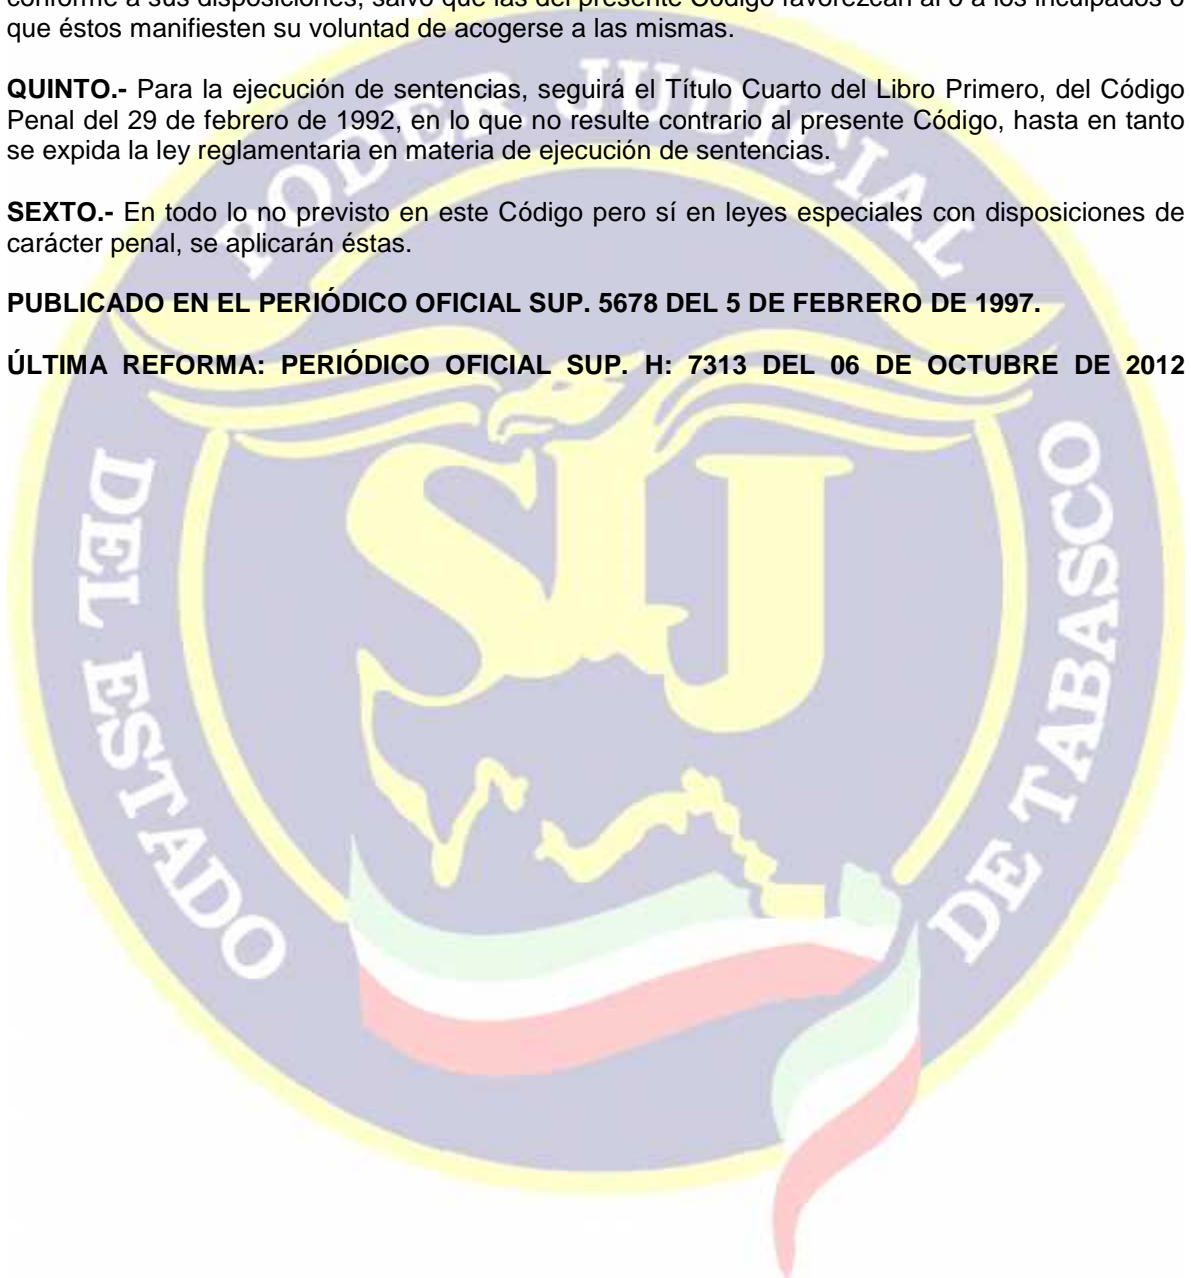 conforme a sus disposiciones, salvo que las del presente Código favorezcan al o a los inculpados o
que éstos manifiesten su voluntad de acogerse a las mismas.
QUINTO.- Para la ejecución de sentencias, seguirá el Título Cuarto del Libro Primero, del Código
Penal del 29 de febrero de 1992, en lo que no resulte contrario al presente Código, hasta en tanto
se expida la ley reglamentaria en materia de ejecución de sentencias.
SEXTO.- En todo lo no previsto en este Código pero sí en leyes especiales con disposiciones de
carácter penal, se aplicarán éstas.
PUBLICADO EN EL PERIÓDICO OFICIAL SUP. 5678 DEL 5 DE FEBRERO DE 1997.
ÚLTIMA REFORMA: PERIÓDICO OFICIAL SUP. H: 7313 DEL 06 DE OCTUBRE DE 2012
PODER JUDICIAL
DEL ESTADO
DE TABASCO
STJ